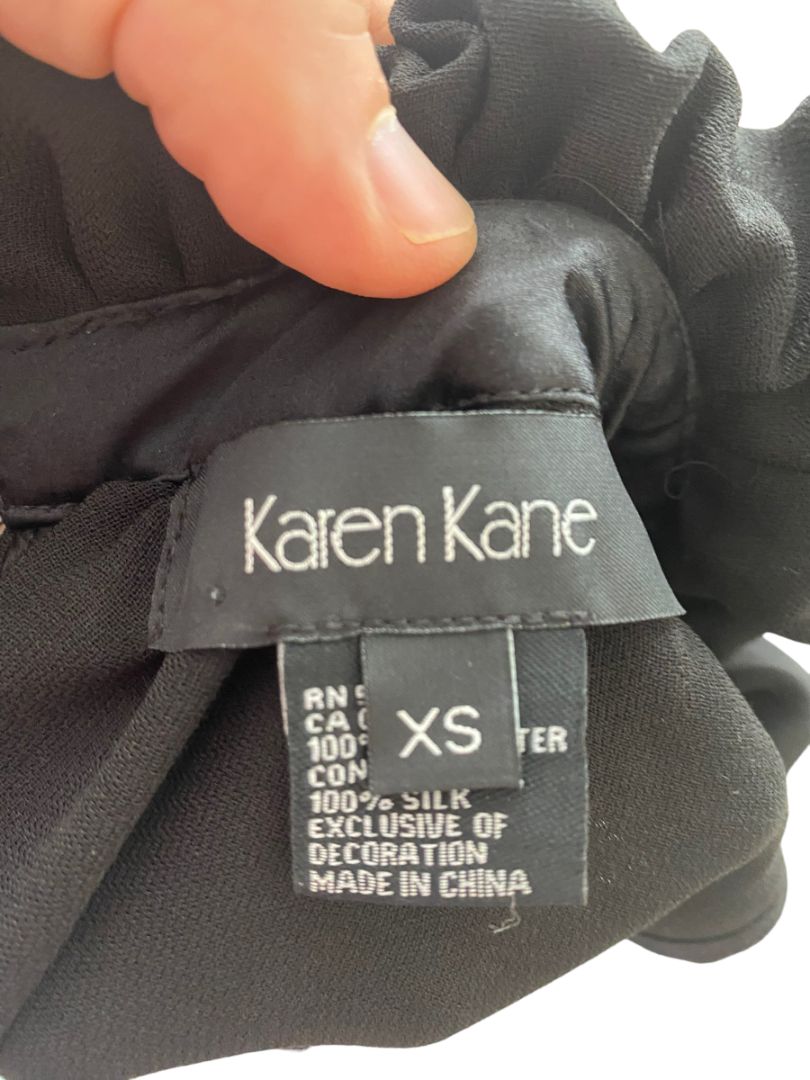 Karen Kane
XS
RN
CA
100% TER
CON
100% SILK
EXCLUSIVE OF
DECORATION
MADE IN CHINA